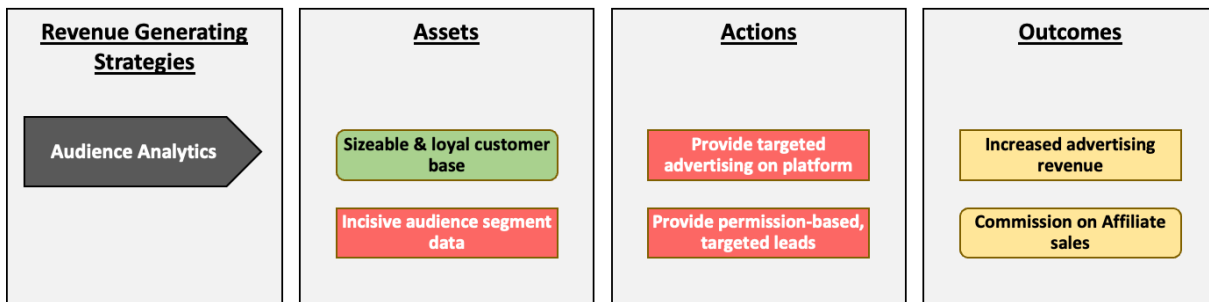 Revenue Generating
Strategies
Audience Analytics
Assets
Sizeable & loyal customer
base
Incisive audience segment
data
Actions
Provide targeted
advertising on platform
Provide permission-based,
targeted leads
Outcomes
Increased advertising
revenue
Commission on Affiliate
sales